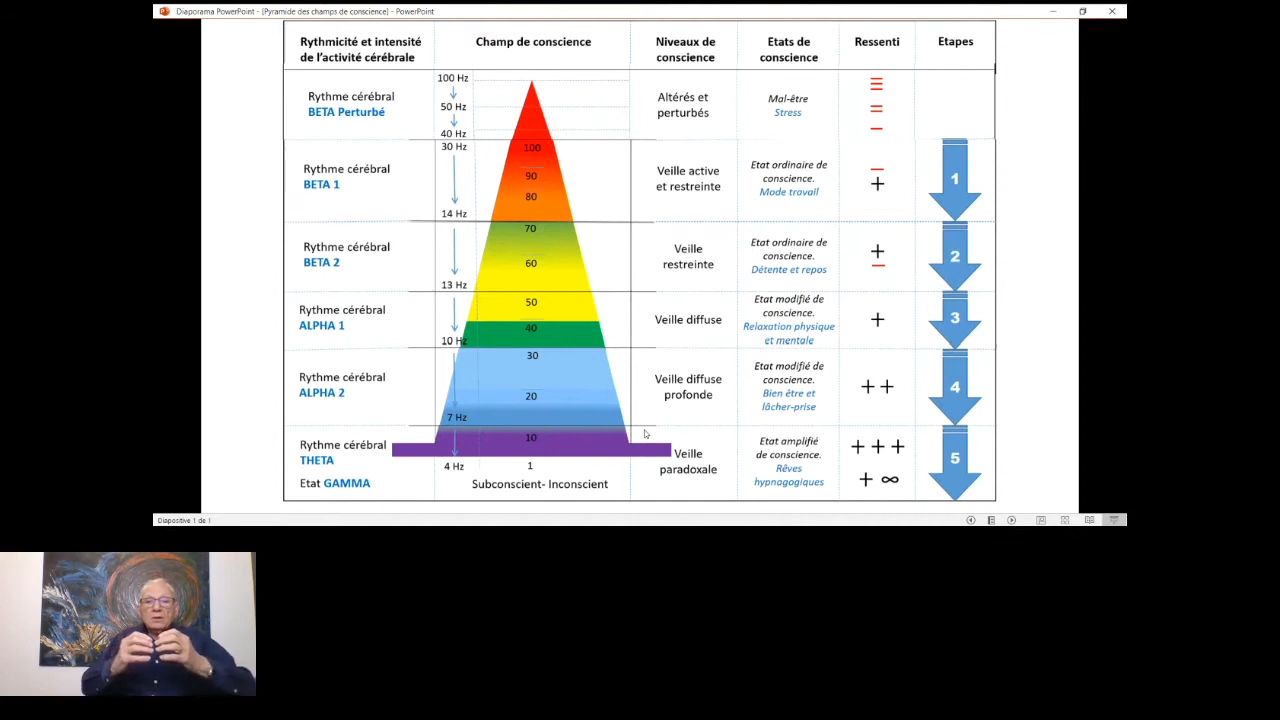 Diaporama PowerPoint - [Pyramide des champs de conscience] - PowerPoint
Rythmicité et intensité
de l'activité cérébrale
Champ de conscience
Niveaux de
conscience
Etats de
conscience
Ressenti
Etapes
Rythme cérébral
BETA Perturbé
100 Hz
50 Hz
40 Hz
Altérés et
perturbés
Mal-être
Stress
Rythme cérébral
BETA 1
30 Hz
14 Hz
100
90
80
Veille active
et restreinte
Etat ordinaire de
conscience.
Mode travail
+
1
Rythme cérébral
BETA 2
13 Hz
70
60
Veille
restreinte
Etat ordinaire de
conscience.
Détente et repos
+
2
Rythme cérébral
ALPHA 1
10 Hz
50
40
Veille diffuse
Etat modifié de
conscience.
Relaxation physique
et mentale
+
3
Rythme cérébral
ALPHA 2
7 Hz
30
20
Veille diffuse
profonde
Etat modifié de
conscience.
Bien être et
lâcher-prise
+ +
4
Rythme cérébral
THETA
Etat GAMMA
4 Hz
10
1
Subconscient- Inconscient
Veille
paradoxale
Etat amplifié
de conscience.
Rêves
hypnagogiques
+ + +
+ ∞
5
Diapositive 1 de 1